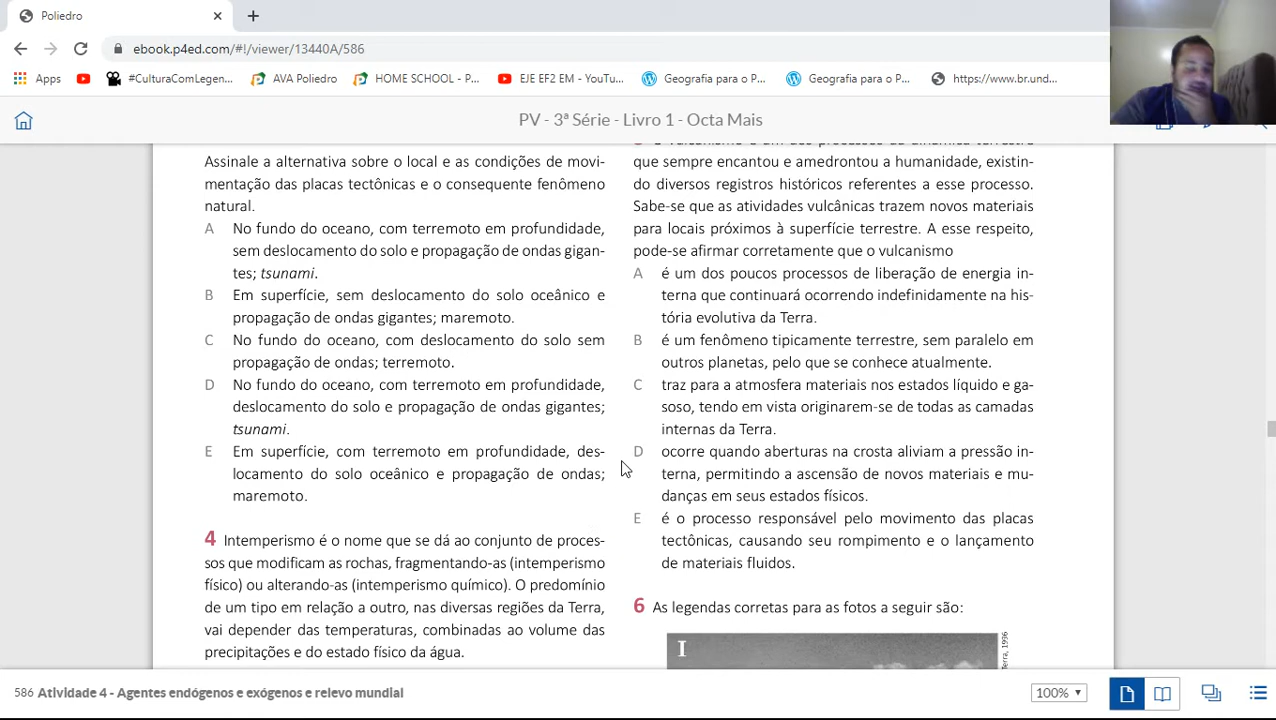 Poliedro
ebook.p4ed.com/#!/viewer/13440A/586
Apps
#CulturaComLegen...
AVA Poliedro
HOME SCHOOL - P...
EJE EF2 EM - YouTu...
Geografia para o P...
Geografia para o P...
https://www.br.und...
PV - 3ª Série - Livro 1 - Octa Mais
Assinale a alternativa sobre o local e as condições de movi-
mentação das placas tectônicas e o consequente fenômeno
natural.
A No fundo do oceano, com terremoto em profundidade,
sem deslocamento do solo e propagação de ondas gigan-
tes; tsunami.
B Em superfície, sem deslocamento do solo oceânico e
propagação de ondas gigantes; maremoto.
C No fundo do oceano, com deslocamento do solo sem
propagação de ondas; terremoto.
D No fundo do oceano, com terremoto em profundidade,
deslocamento do solo e propagação de ondas gigantes;
tsunami.
E Em superfície, com terremoto em profundidade, des-
locamento do solo oceânico e propagação de ondas;
maremoto.
4 Intemperismo é o nome que se dá ao conjunto de proces-
sos que modificam as rochas, fragmentando-as (intemperismo
físico) ou alterando-as (intemperismo químico). O predomínio
de um tipo em relação a outro, nas diversas regiões da Terra,
vai depender das temperaturas, combinadas ao volume das
precipitações e do estado físico da água.
que sempre encantou e amedrontou a humanidade, existin-
do diversos registros históricos referentes a esse processo.
Sabe-se que as atividades vulcânicas trazem novos materiais
para locais próximos à superfície terrestre. A esse respeito,
pode-se afirmar corretamente que o vulcanismo
A é um dos poucos processos de liberação de energia in-
terna que continuará ocorrendo indefinidamente na his-
tória evolutiva da Terra.
B é um fenômeno tipicamente terrestre, sem paralelo em
outros planetas, pelo que se conhece atualmente.
C traz para a atmosfera materiais nos estados líquido e ga-
soso, tendo em vista originarem-se de todas as camadas
internas da Terra.
D ocorre quando aberturas na crosta aliviam a pressão in-
terna, permitindo a ascensão de novos materiais e mu-
danças em seus estados físicos.
E é o processo responsável pelo movimento das placas
tectônicas, causando seu rompimento e o lançamento
de materiais fluidos.
6 As legendas corretas para as fotos a seguir são:
I
Terra, 1996
586 Atividade 4 - Agentes endógenos e exógenos e relevo mundial
100%